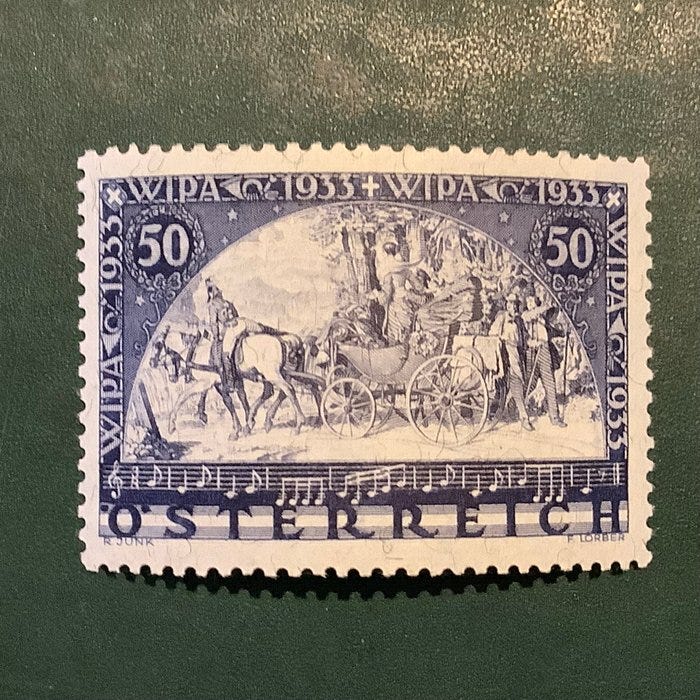 WIPA 1933 + WIPA 1933
WIPA 1933
WIPA 1933
50
50
ÖSTERREICH
R. JUNK
F. LORBER